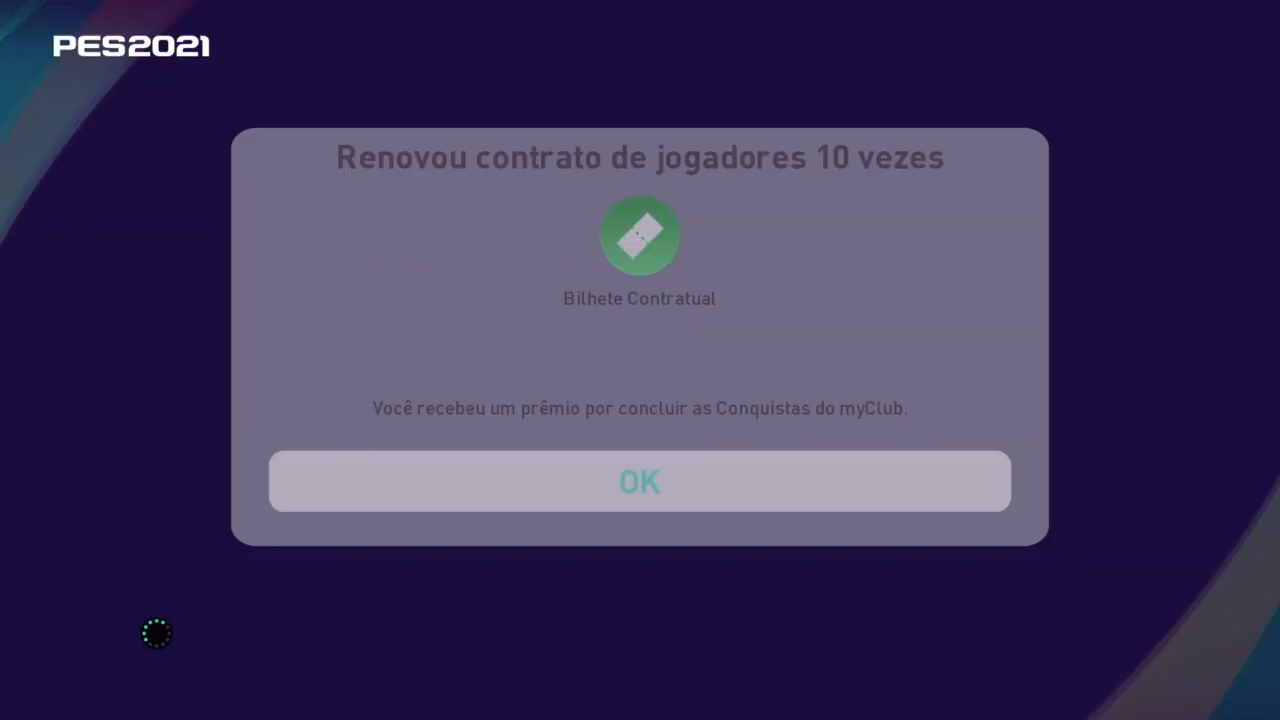 PES2021
Renovou contrato de jogadores 10 vezes
Bilhete Contratual
Você recebeu um prêmio por concluir as Conquistas do myClub.
OK